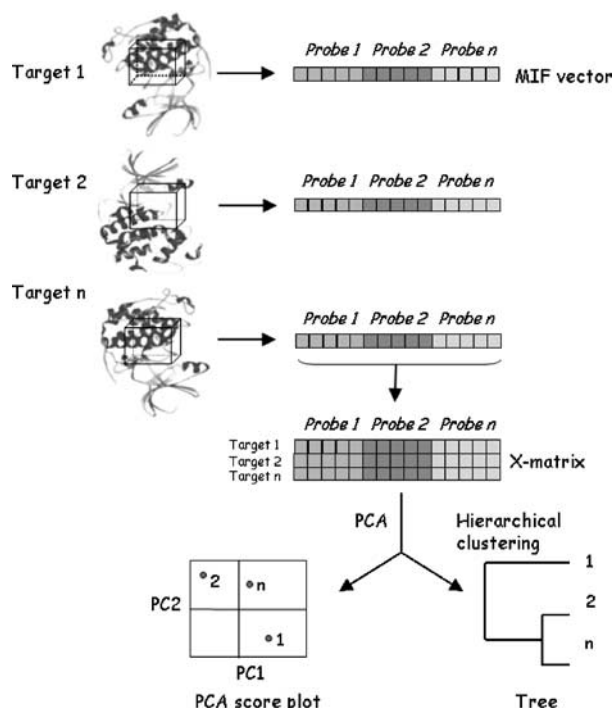 Target 1
Probe 1 Probe 2 Probe n
MIF vector
Target 2
Probe 1 Probe 2 Probe n
Target n
Probe 1 Probe 2 Probe n
Probe 1 Probe 2 Probe n
Target 1
Target 2
Target n
X-matrix
PCA
Hierarchical
clustering
PC2
2
n
1
PC1
PCA score plot
1
2
n
Tree